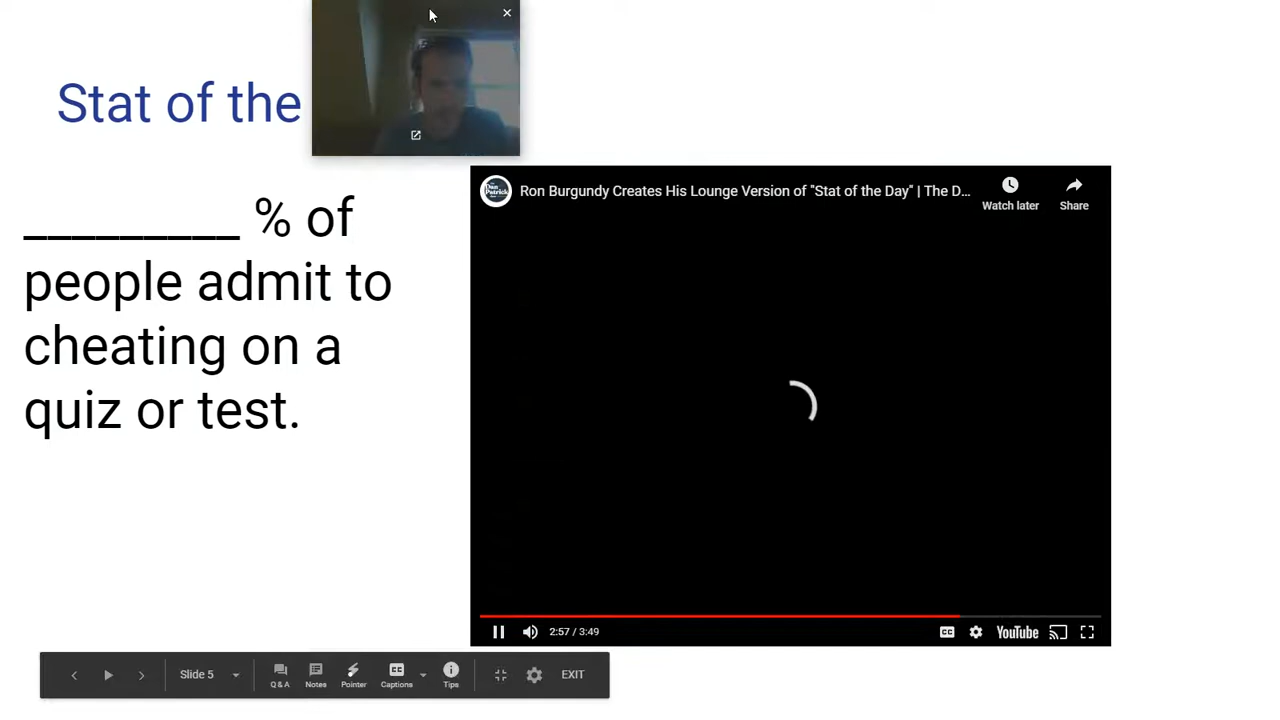 Stat of the
_________ % of
people admit to
cheating on a
quiz or test.
Ron Burgundy Creates His Lounge Version of "Stat of the Day" | The D...
Watch later
Share
2:57 / 3:49
CC
YouTube
Slide 5
Q & A
Notes
Pointer
CC
Captions
Tips
EXIT